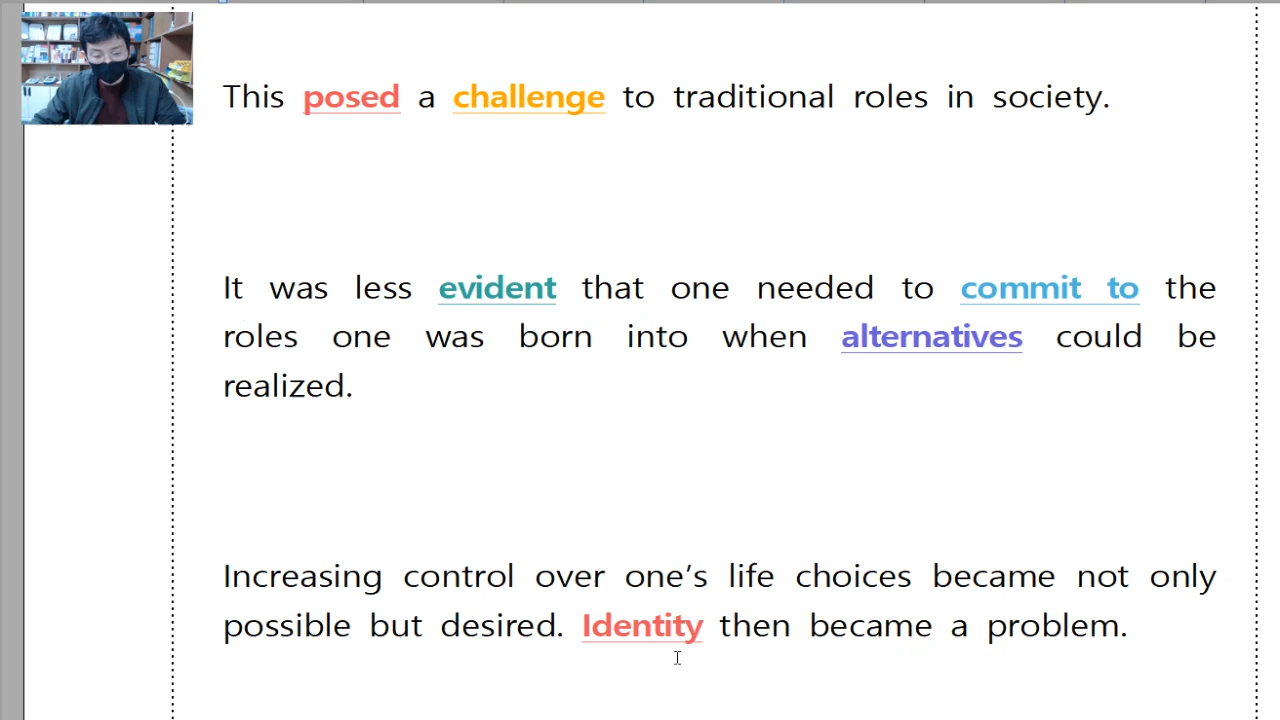 This posed a challenge to traditional roles in society.
It was less evident that one needed to commit to the
roles one was born into when alternatives could be
realized.
Increasing control over one’s life choices became not only
possible but desired. Identity then became a problem.